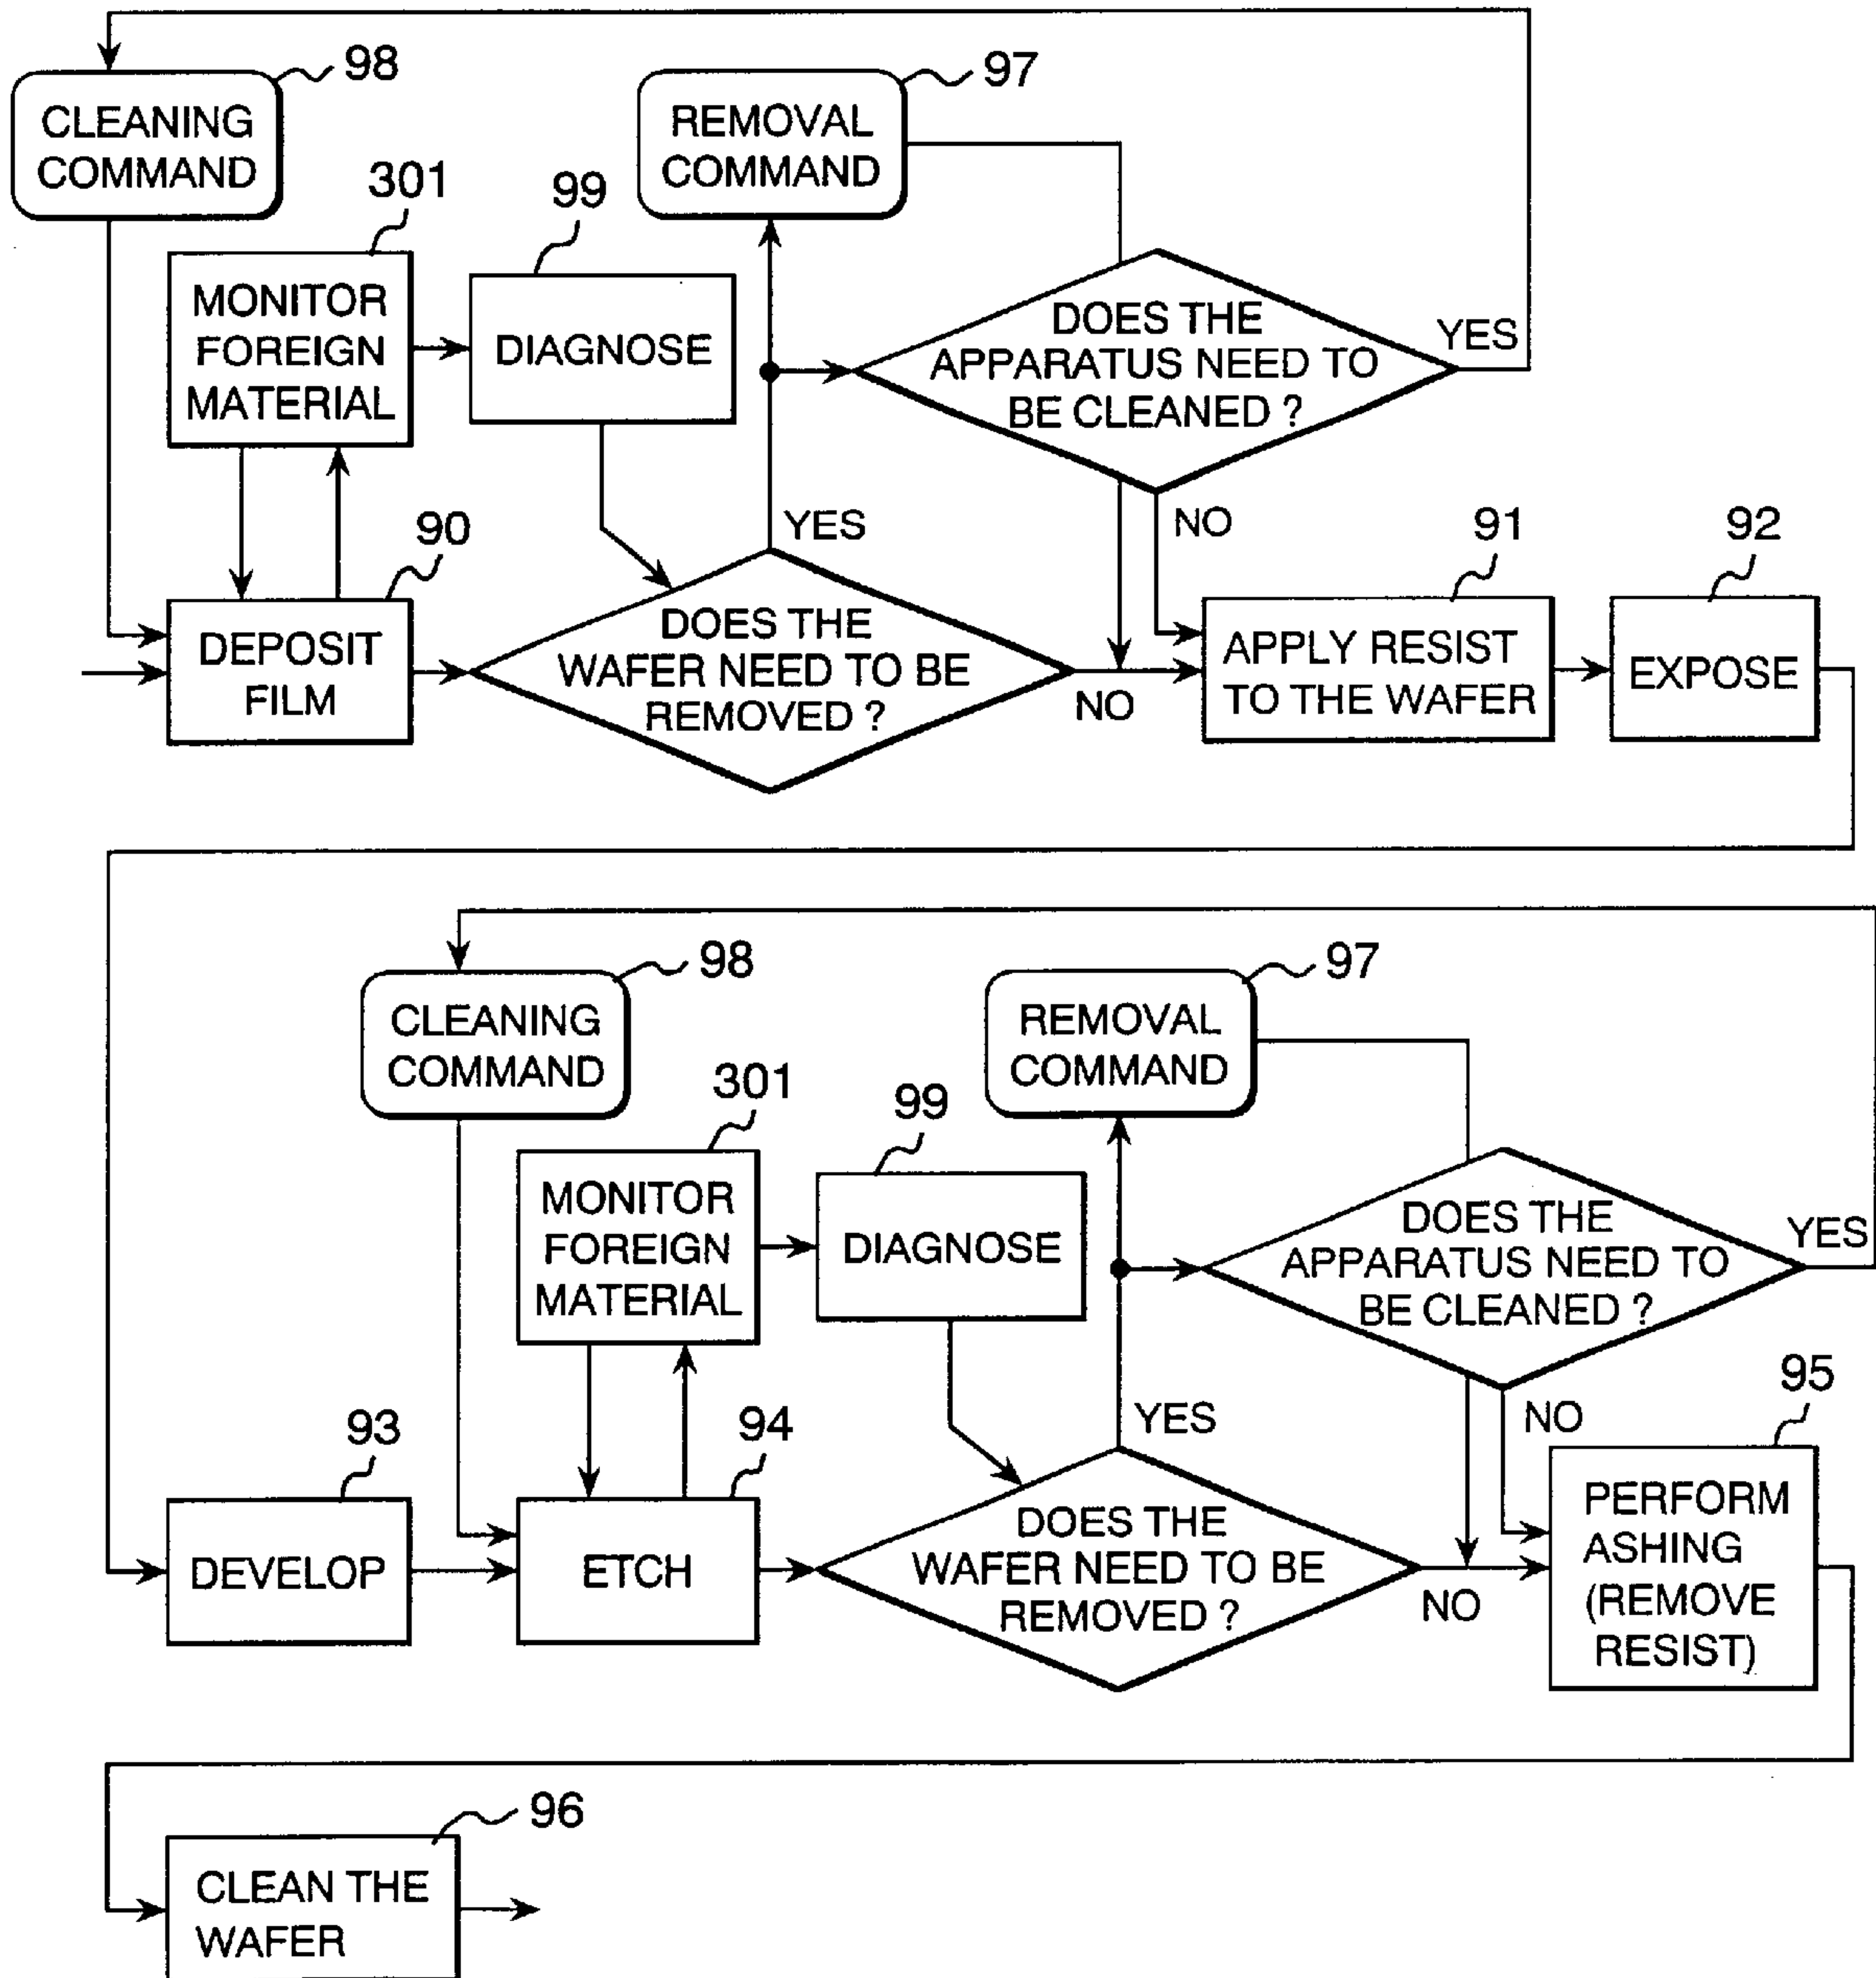 98
CLEANING
COMMAND
97
REMOVAL
COMMAND
301
MONITOR
FOREIGN
MATERIAL
99
DIAGNOSE
DOES THE
APPARATUS NEED TO
BE CLEANED ?
YES
NO
90
DEPOSIT
FILM
YES
DOES THE
WAFER NEED TO BE
REMOVED ?
NO
91
APPLY RESIST
TO THE WAFER
92
EXPOSE
98
CLEANING
COMMAND
97
REMOVAL
COMMAND
301
MONITOR
FOREIGN
MATERIAL
99
DIAGNOSE
DOES THE
APPARATUS NEED TO
BE CLEANED ?
YES
NO
93
DEVELOP
94
ETCH
YES
DOES THE
WAFER NEED TO BE
REMOVED ?
NO
95
PERFORM
ASHING
(REMOVE
RESIST)
96
CLEAN THE
WAFER